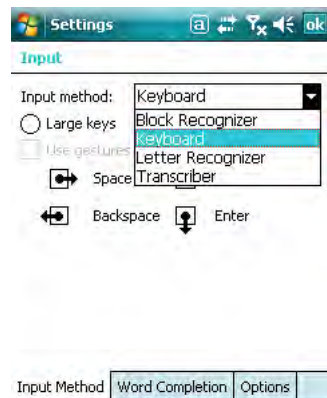 Settings
a
ok
Input
Input method: Keyboard
Large keys
Block Recognizer
Keyboard
Use gestures
Letter Recognizer
Space
Transcriber
Backspace
Enter
Input Method
Word Completion
Options